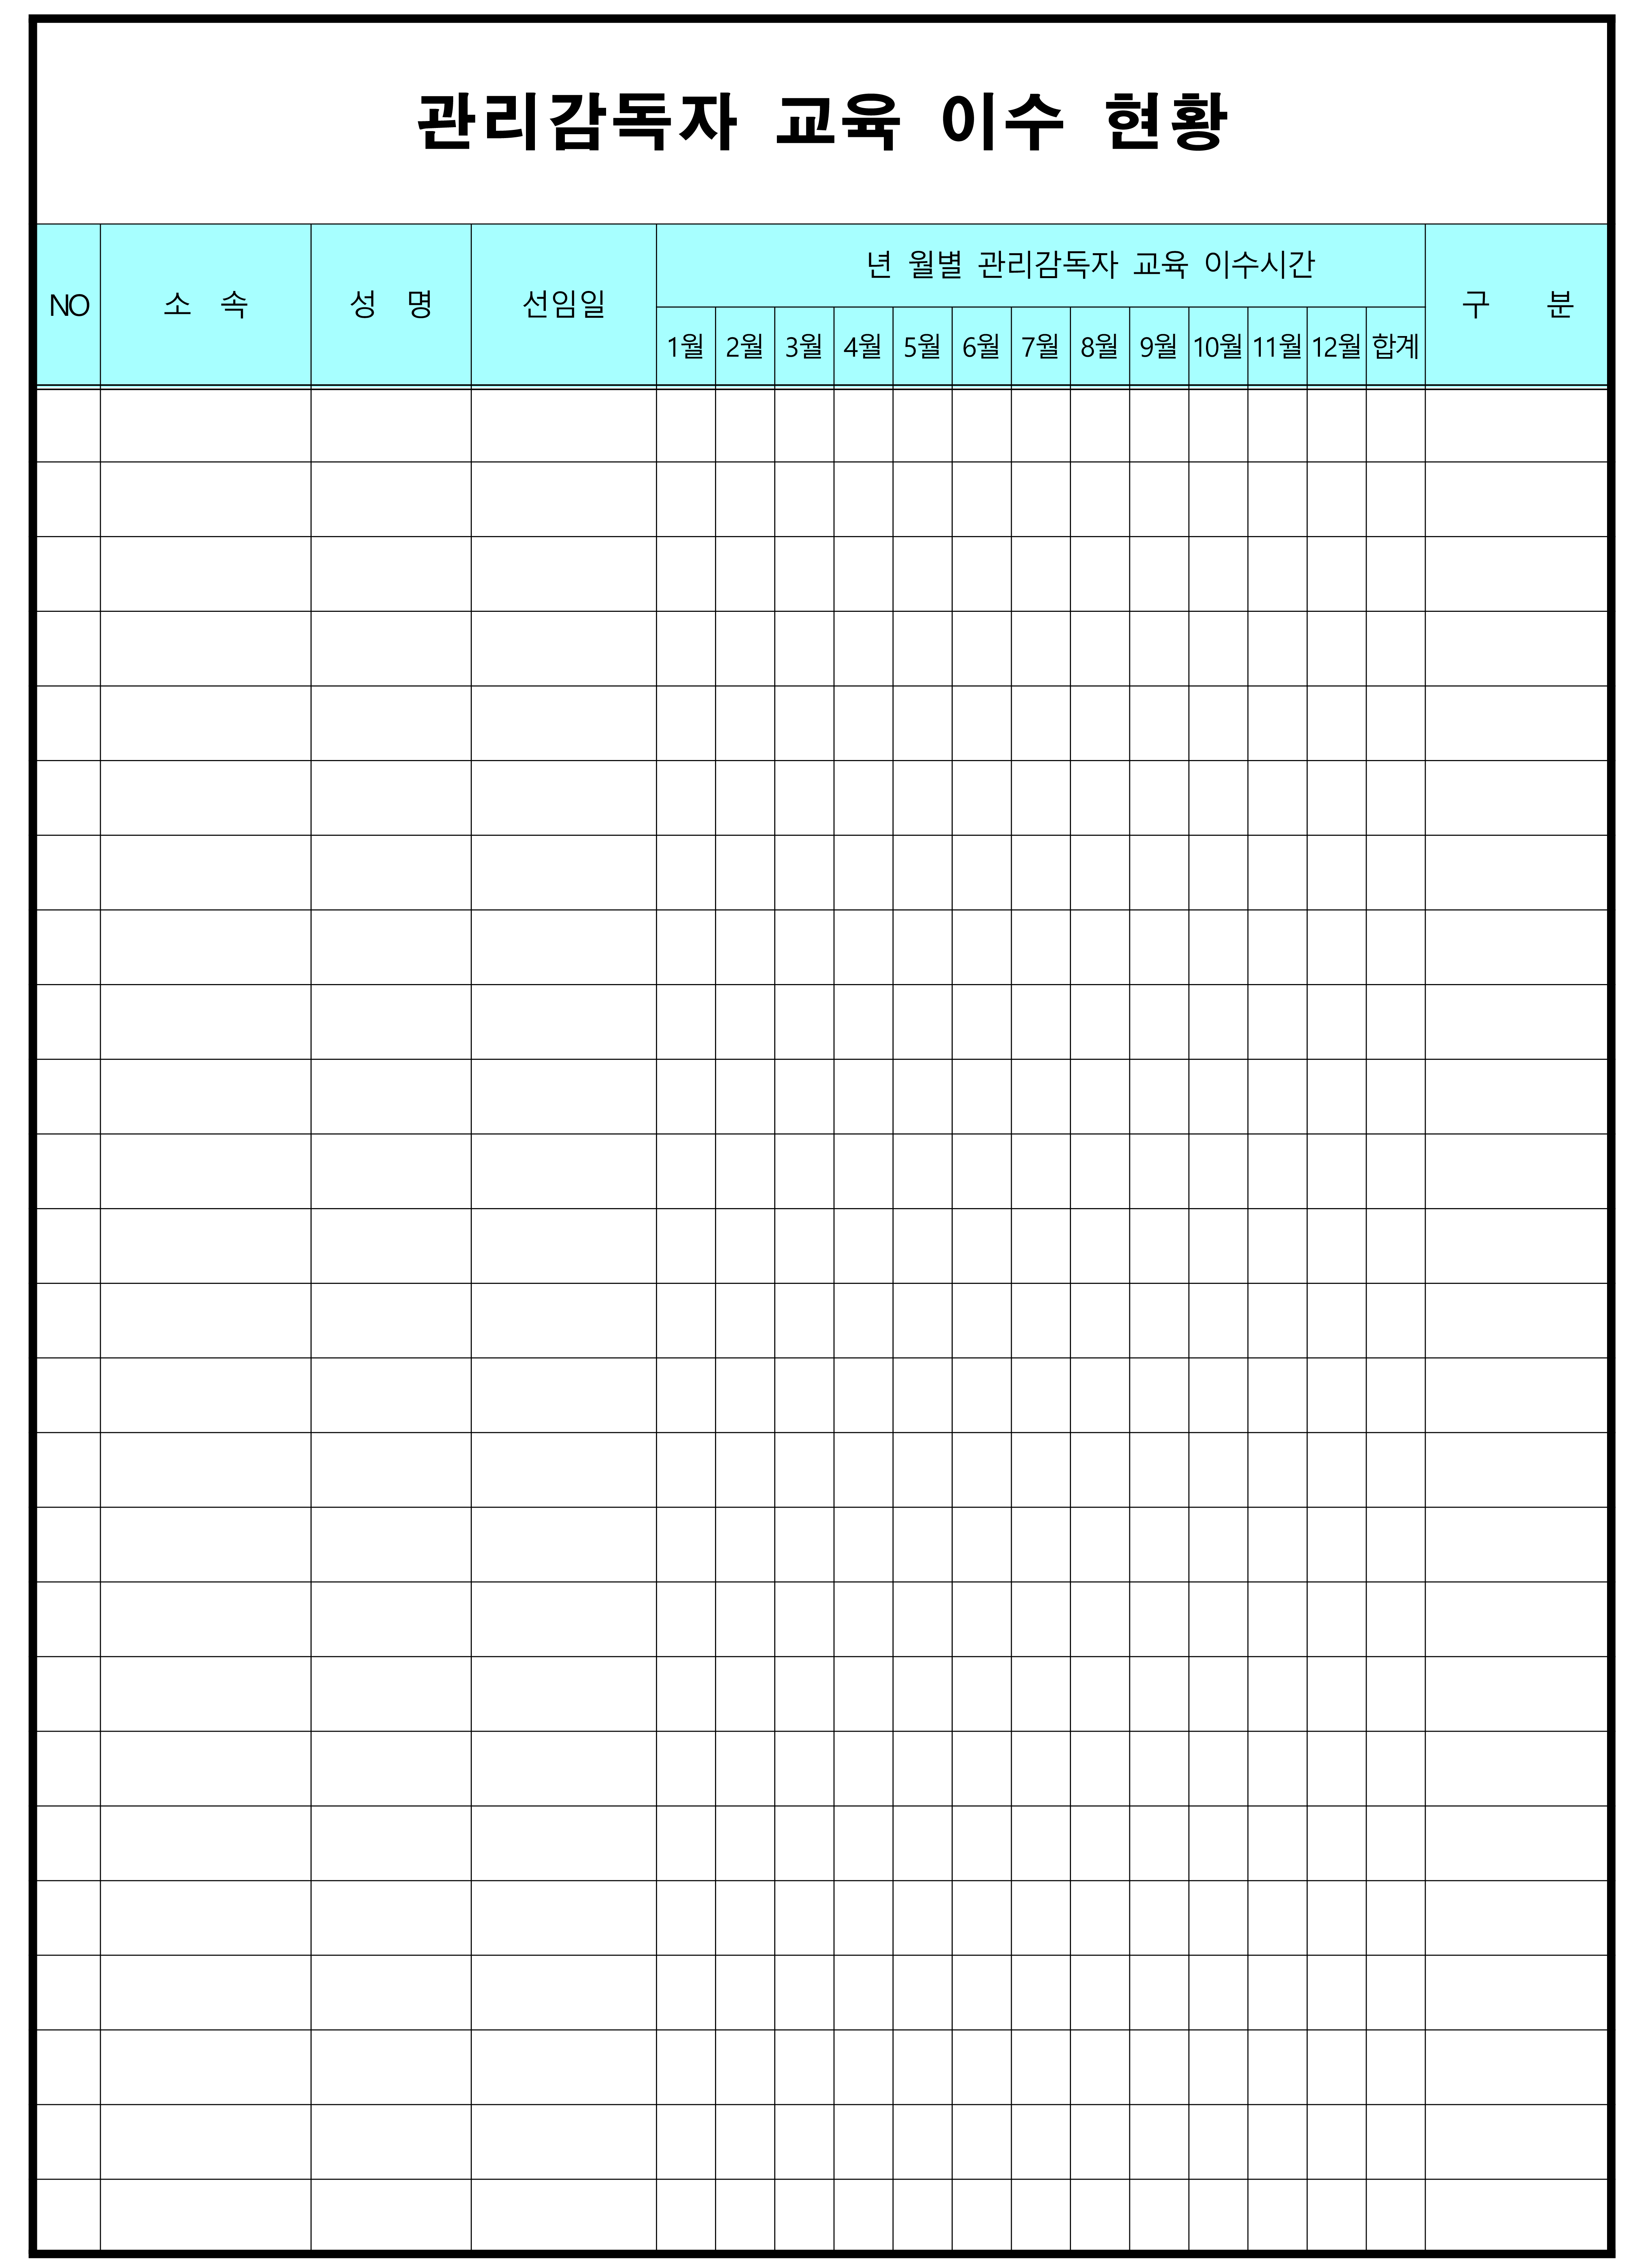 관리감독자 교육 이수 현황
NO 소 속 성 명 선임일 년 월별 관리감독자 교육 이수시간 구 분
1월 2월 3월 4월 5월 6월 7월 8월 9월 10월 11월 12월 합계